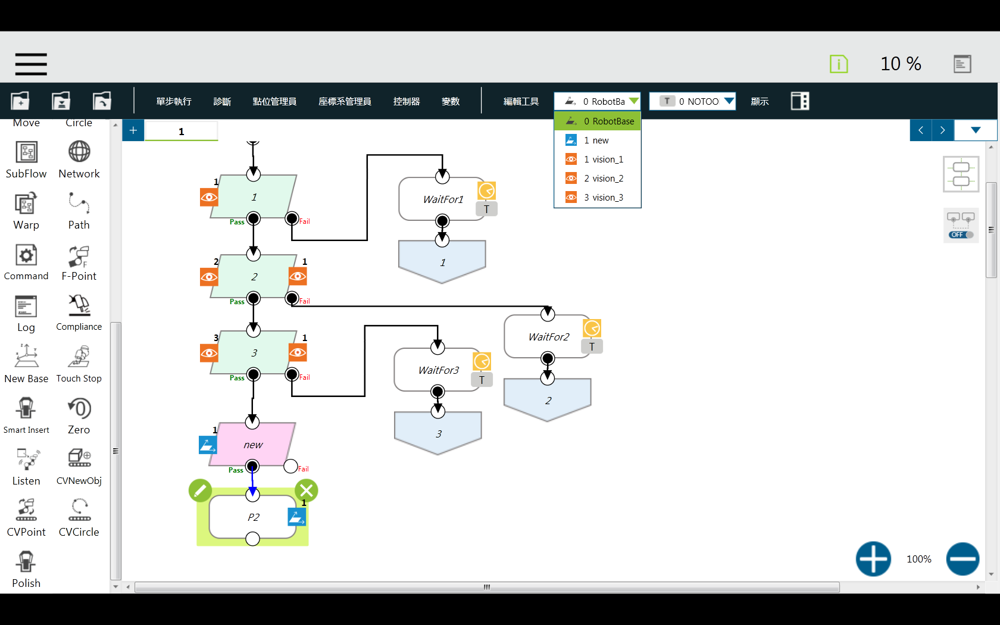 10 %
單步執行 診斷 點位管理員 座標系管理員 控制器 變數 編輯工具 0 RobotBa T 0 NOTOO 顯示
0 RobotBase
1 new
1 vision_1
2 vision_2
3 vision_3
Move Circle
SubFlow Network
Warp Path
Command F-Point
Log Compliance
New Base Touch Stop
Smart Insert Zero
Listen CVNewObj
CVPoint CVCircle
Polish
+ 1
1
1
Pass Fail
WaitFor1
T
1
2 1
2
Pass Fail
WaitFor2
T
2
3 1
3
Pass Fail
WaitFor3
T
3
1
new
Pass Fail
1
P2
OFF
100%